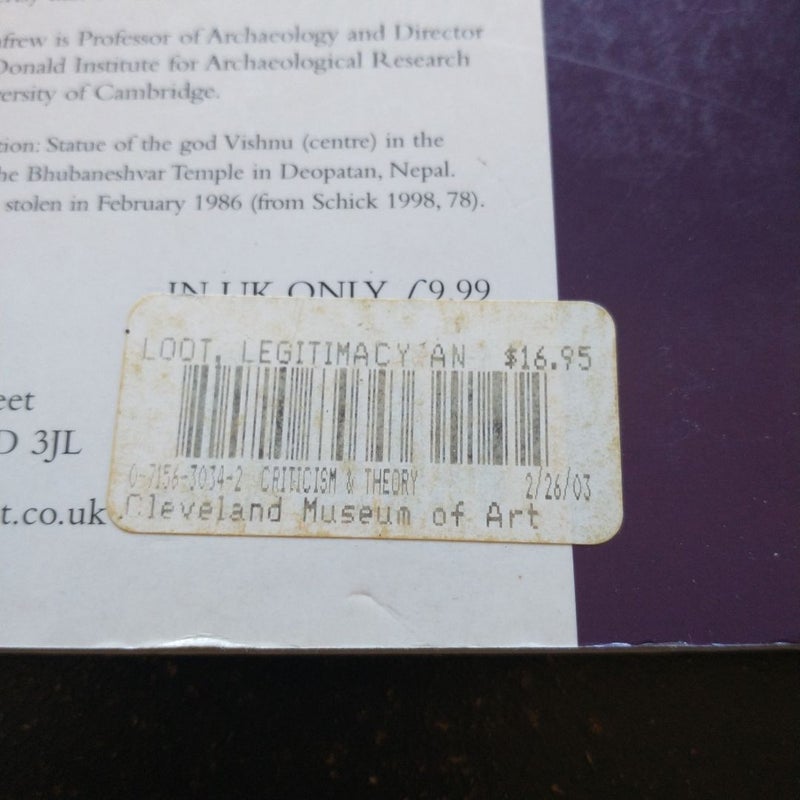 nfrew is Professor of Archaeology and Director
Donald Institute for Archaeological Research
versity of Cambridge.
tion: Statue of the god Vishnu (centre) in the
he Bhubaneshvar Temple in Deopatan, Nepal.
stolen in February 1986 (from Schick 1998, 78).
IN UK ONLY £9.99
LOOT, LEGITIMACY AN $16.95
eet
D 3JL
0-7156-3034-2 CRITICISM & THEORY 2/26/03
t.co.uk
Cleveland Museum of Art